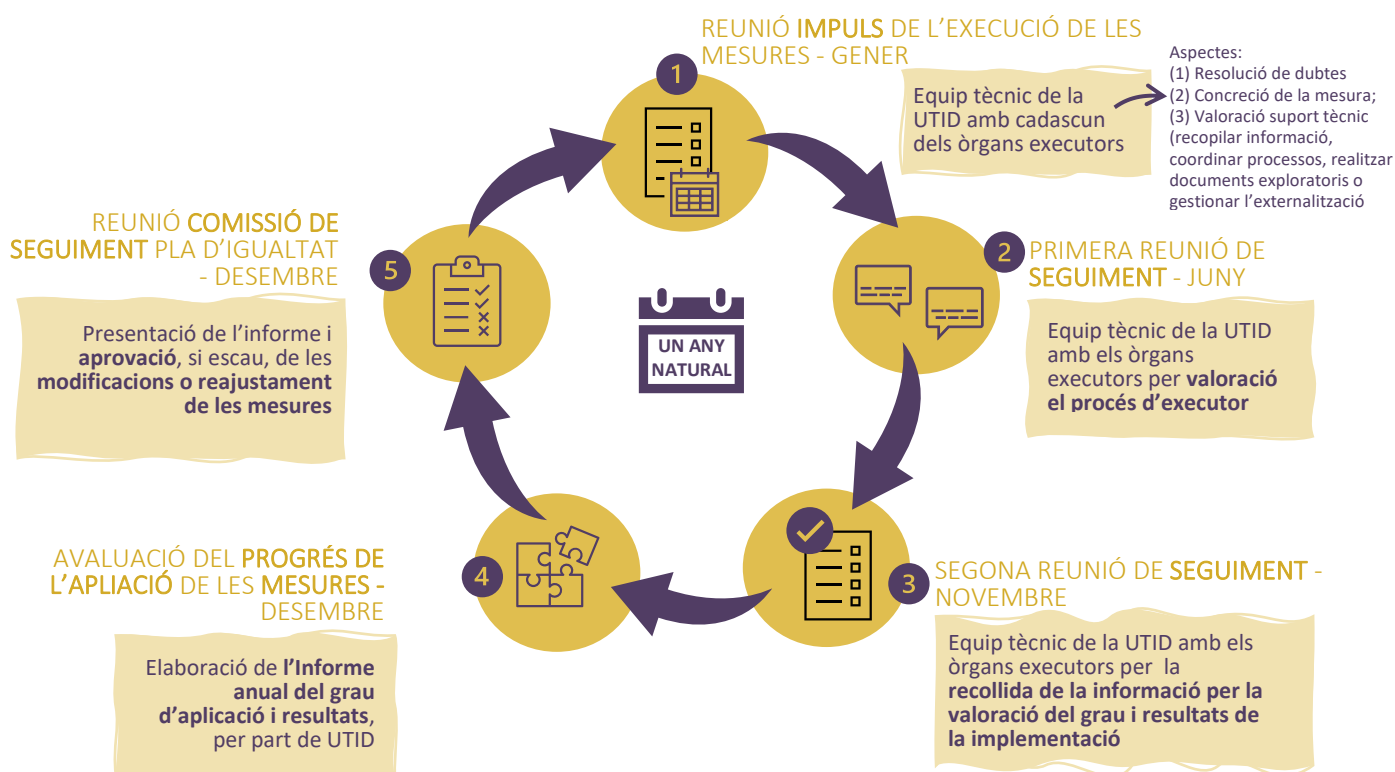 REUNIÓ IMPULS DE L'EXECUCIÓ DE LES
MESURES - GENER
1
Equip tècnic de la
UTID amb cadascun
dels òrgans executors
Aspectes:
(1) Resolució de dubtes
(2) Concreció de la mesura;
(3) Valoració suport tècnic
(recopilar informació,
coordinar processos, realitzar
documents exploratoris o
gestionar l'externalització
2
PRIMERA REUNIÓ DE
SEGUIMENT - JUNY
Equip tècnic de la UTID
amb els òrgans
executors per valoració
el procés d'executor
3
SEGONA REUNIÓ DE SEGUIMENT -
NOVEMBRE
Equip tècnic de la UTID amb els
òrgans executors per  la
recollida de la informació per la
valoració del grau i resultats de
la implementació
4
AVALUACIÓ DEL PROGRÉS DE
L'APLIACIÓ DE LES MESURES -
DESEMBRE
Elaboració de l'Informe
anual del grau
d'aplicació i resultats,
per part de UTID
5
REUNIÓ COMISSIÓ DE
SEGUIMENT PLA D'IGUALTAT
- DESEMBRE
Presentació de l'informe i
aprovació, si escau, de les
modificacions o reajustament
de les mesures
UN ANY
NATURAL